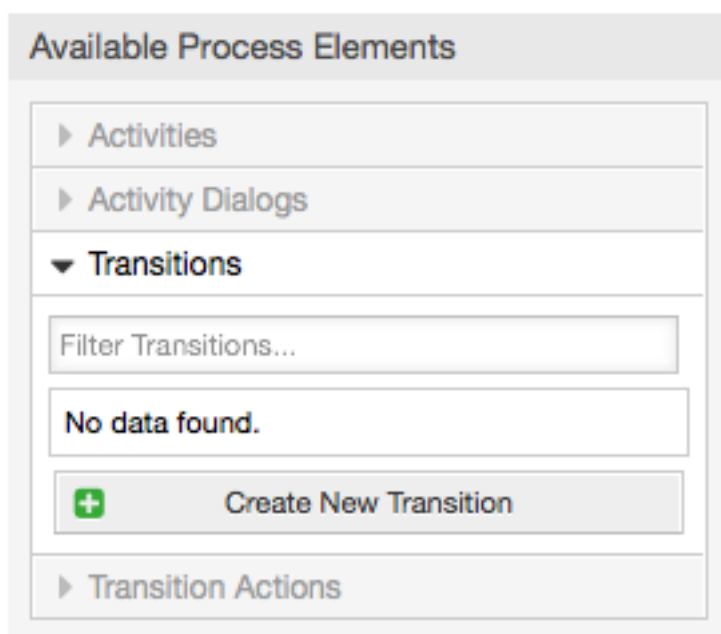 Available Process Elements
Activities
Activity Dialogs
Transitions
Filter Transitions...
No data found.
Create New Transition
Transition Actions